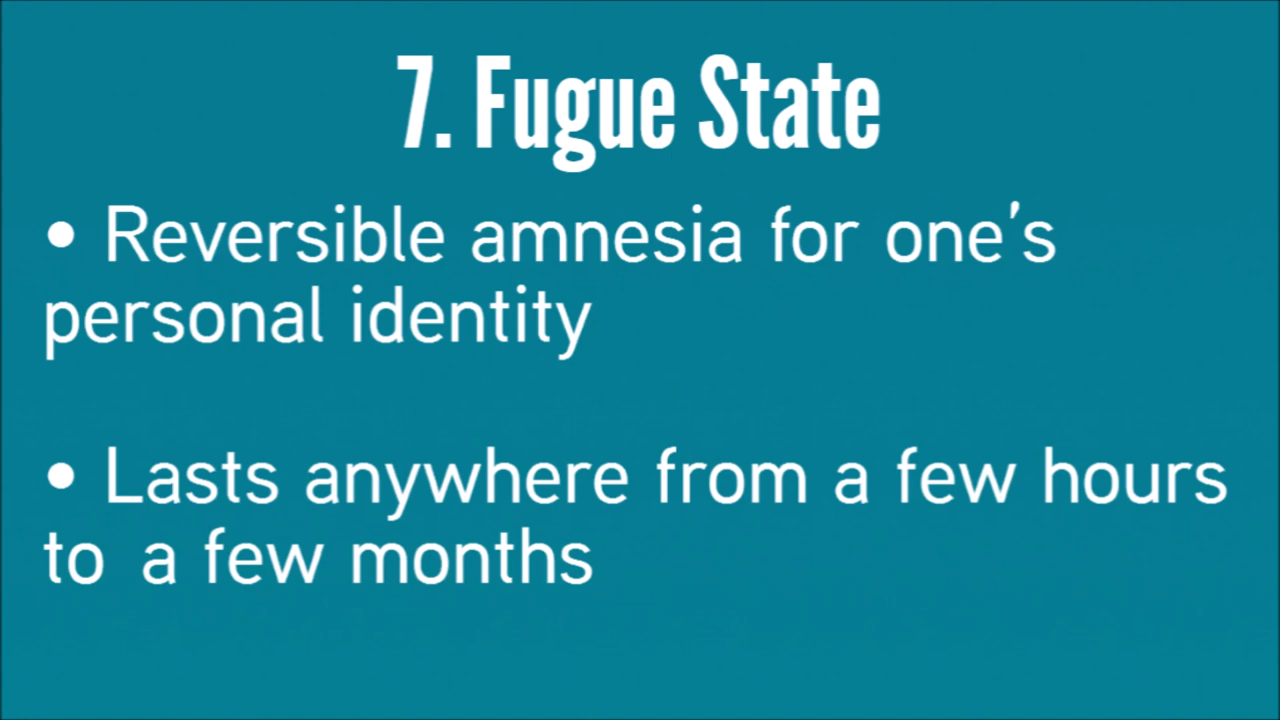 7. Fugue State
• Reversible amnesia for one's
personal identity
• Lasts anywhere from a few hours
to a few months